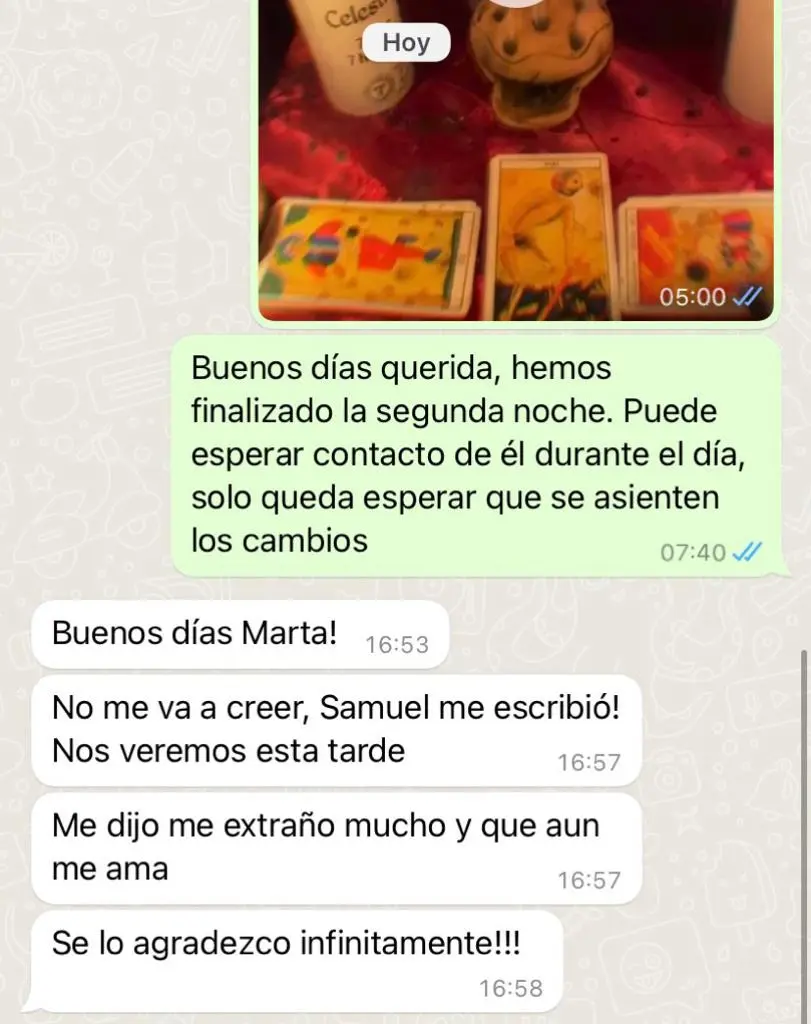 Hoy
05:00
Buenos días querida, hemos
finalizado la segunda noche. Puede
esperar contacto de él durante el día,
solo queda esperar que se asienten
los cambios
07:40
Buenos días Marta! 16:53
No me va a creer, Samuel me escribió!
Nos veremos esta tarde
16:57
Me dijo me extraño mucho y que aun
me ama
16:57
Se lo agradezco infinitamente!!!
16:58